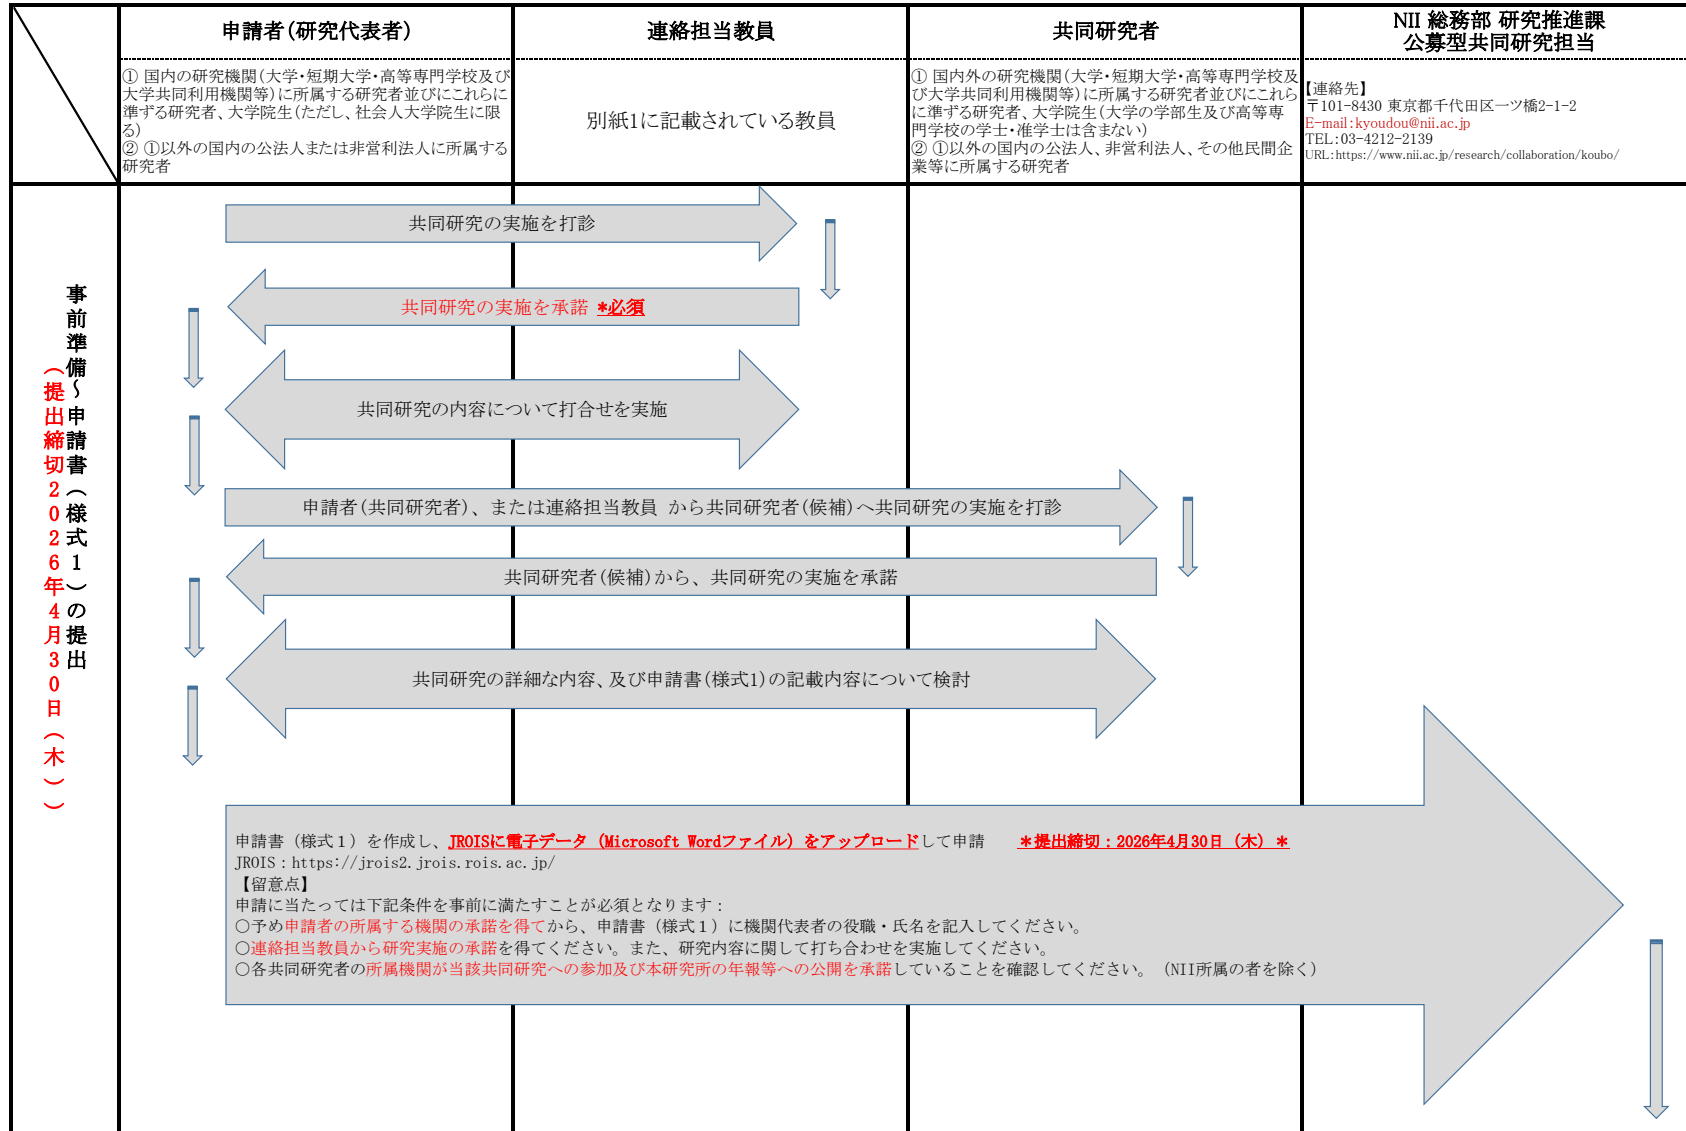 申請者(研究代表者)
連絡担当教員
共同研究者
NII 総務部 研究推進課
公募型共同研究担当
① 国内の研究機関(大学・短期大学・高等専門学校及び
大学共同利用機関等)に所属する研究者並びにこれらに
準ずる研究者、大学院生(ただし、社会人大学院生に限
る)
② ①以外の国内の公法人または非営利法人に所属する
研究者
別紙1に記載されている教員
① 国内外の研究機関(大学・短期大学・高等専門学校及
び大学共同利用機関等)に所属する研究者並びにこれら
に準ずる研究者、大学院生(大学の学部生及び高等専
門学校の学士・准学士は含まない)
② ①以外の国内の公法人、非営利法人、その他民間企
業等に所属する研究者
【連絡先】
〒101-8430 東京都千代田区一ツ橋2-1-2
E-mail:kyoudou@nii.ac.jp
TEL:03-4212-2139
URL:https://www.nii.ac.jp/research/collaboration/koubo/
事前準備～申請書(様式1)の提出
(提出締切2026年4月30日(木))
共同研究の実施を打診
共同研究の実施を承諾 *必須
共同研究の内容について打合せを実施
申請者(共同研究者)、または連絡担当教員 から共同研究者(候補)へ共同研究の実施を打診
共同研究者(候補)から、共同研究の実施を承諾
共同研究の詳細な内容、及び申請書(様式1)の記載内容について検討
申請書（様式１）を作成し、JROISに電子データ（Microsoft Wordファイル）をアップロードして申請 ＊提出締切：2026年4月30日（木）＊
JROIS：https://jrois2.jrois.rois.ac.jp/
【留意点】
申請に当たっては下記条件を事前に満たすことが必須となります：
○予め申請者の所属する機関の承諾を得てから、申請書（様式１）に機関代表者の役職・氏名を記入してください。
○連絡担当教員から研究実施の承諾を得てください。また、研究内容に関して打ち合わせを実施してください。
○各共同研究者の所属機関が当該共同研究への参加及び本研究所の年報等への公開を承諾していることを確認してください。（NII所属の者を除く）